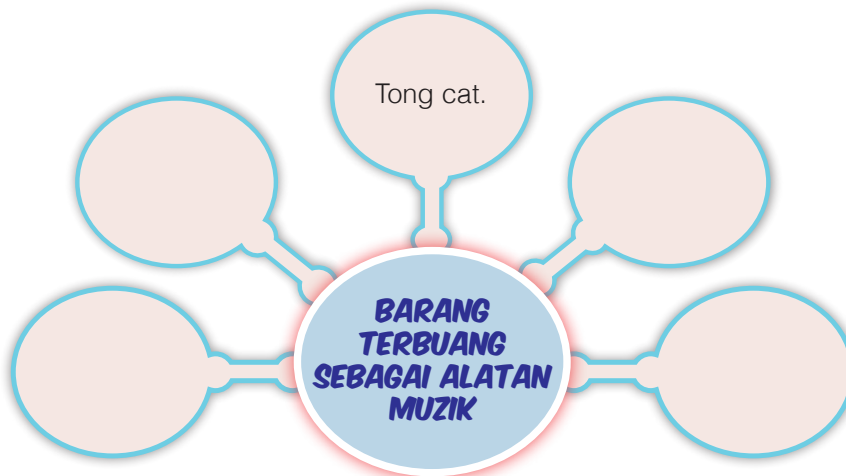 Tong cat.
BARANG
TERBUANG
SEBAGAI ALATAN
MUZIK